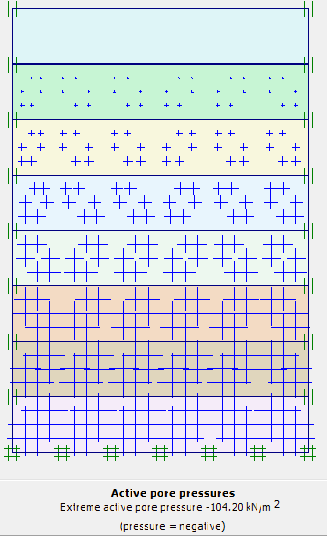 Active pore pressures
Extreme active pore pressure -104.20 kN/m 2
(pressure = negative)